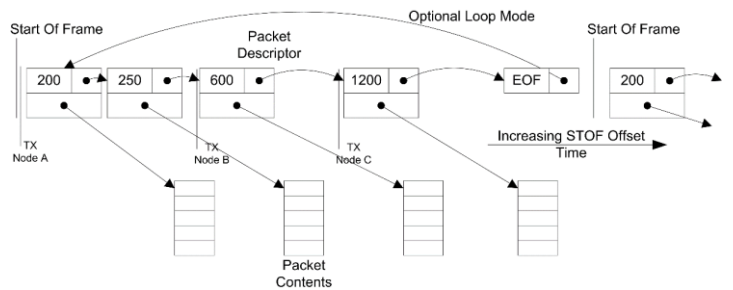 Optional Loop Mode
Start Of Frame
Start Of Frame
Packet
Descriptor
200
250
600
1200
EOF
200
TX
Node A
TX
Node B
TX
Node C
Increasing STOF Offset
Time
Packet
Contents